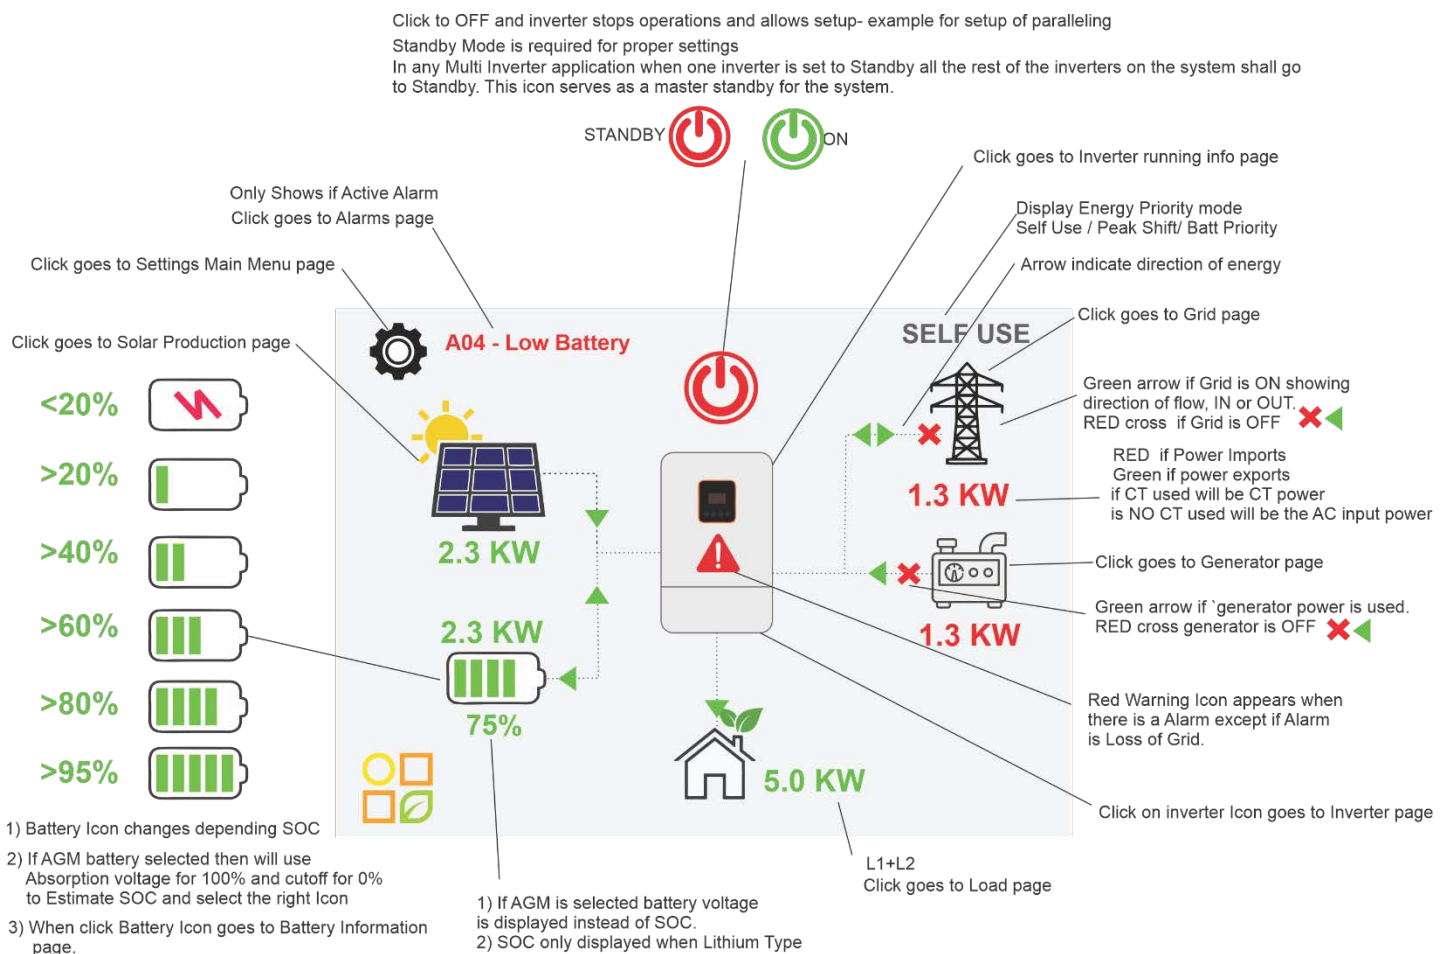 Click to OFF and inverter stops operations and allows setup- example for setup of paralleling
Standby Mode is required for proper settings
In any Multi Inverter application when one inverter is set to Standby all the rest of the inverters on the system shall go
to Standby. This icon serves as a master standby for the system.
STANDBY
ON
Click goes to Inverter running info page
Only Shows if Active Alarm
Click goes to Alarms page
Display Energy Priority mode
Self Use / Peak Shift/ Batt Priority
Click goes to Settings Main Menu page
Arrow indicate direction of energy
Click goes to Grid page
Click goes to Solar Production page
A04 - Low Battery
SELF USE
Green arrow if Grid is ON showing
direction of flow, IN or OUT.
RED cross if Grid is OFF
<20%
>20%
>40%
>60%
>80%
>95%
RED if Power Imports
Green if power exports
if CT used will be CT power
is NO CT used will be the AC input power
1.3 KW
2.3 KW
Click goes to Generator page
Green arrow if `generator power is used.
RED cross generator is OFF
2.3 KW
1.3 KW
75%
Red Warning Icon appears when
there is a Alarm except if Alarm
is Loss of Grid.
5.0 KW
Click on inverter Icon goes to Inverter page
1) Battery Icon changes depending SOC
2) If AGM battery selected then will use
Absorption voltage for 100% and cutoff for 0%
to Estimate SOC and select the right Icon
3) When click Battery Icon goes to Battery Information
page.
1) If AGM is selected battery voltage
is displayed instead of SOC.
2) SOC only displayed when Lithium Type
L1+L2
Click goes to Load page